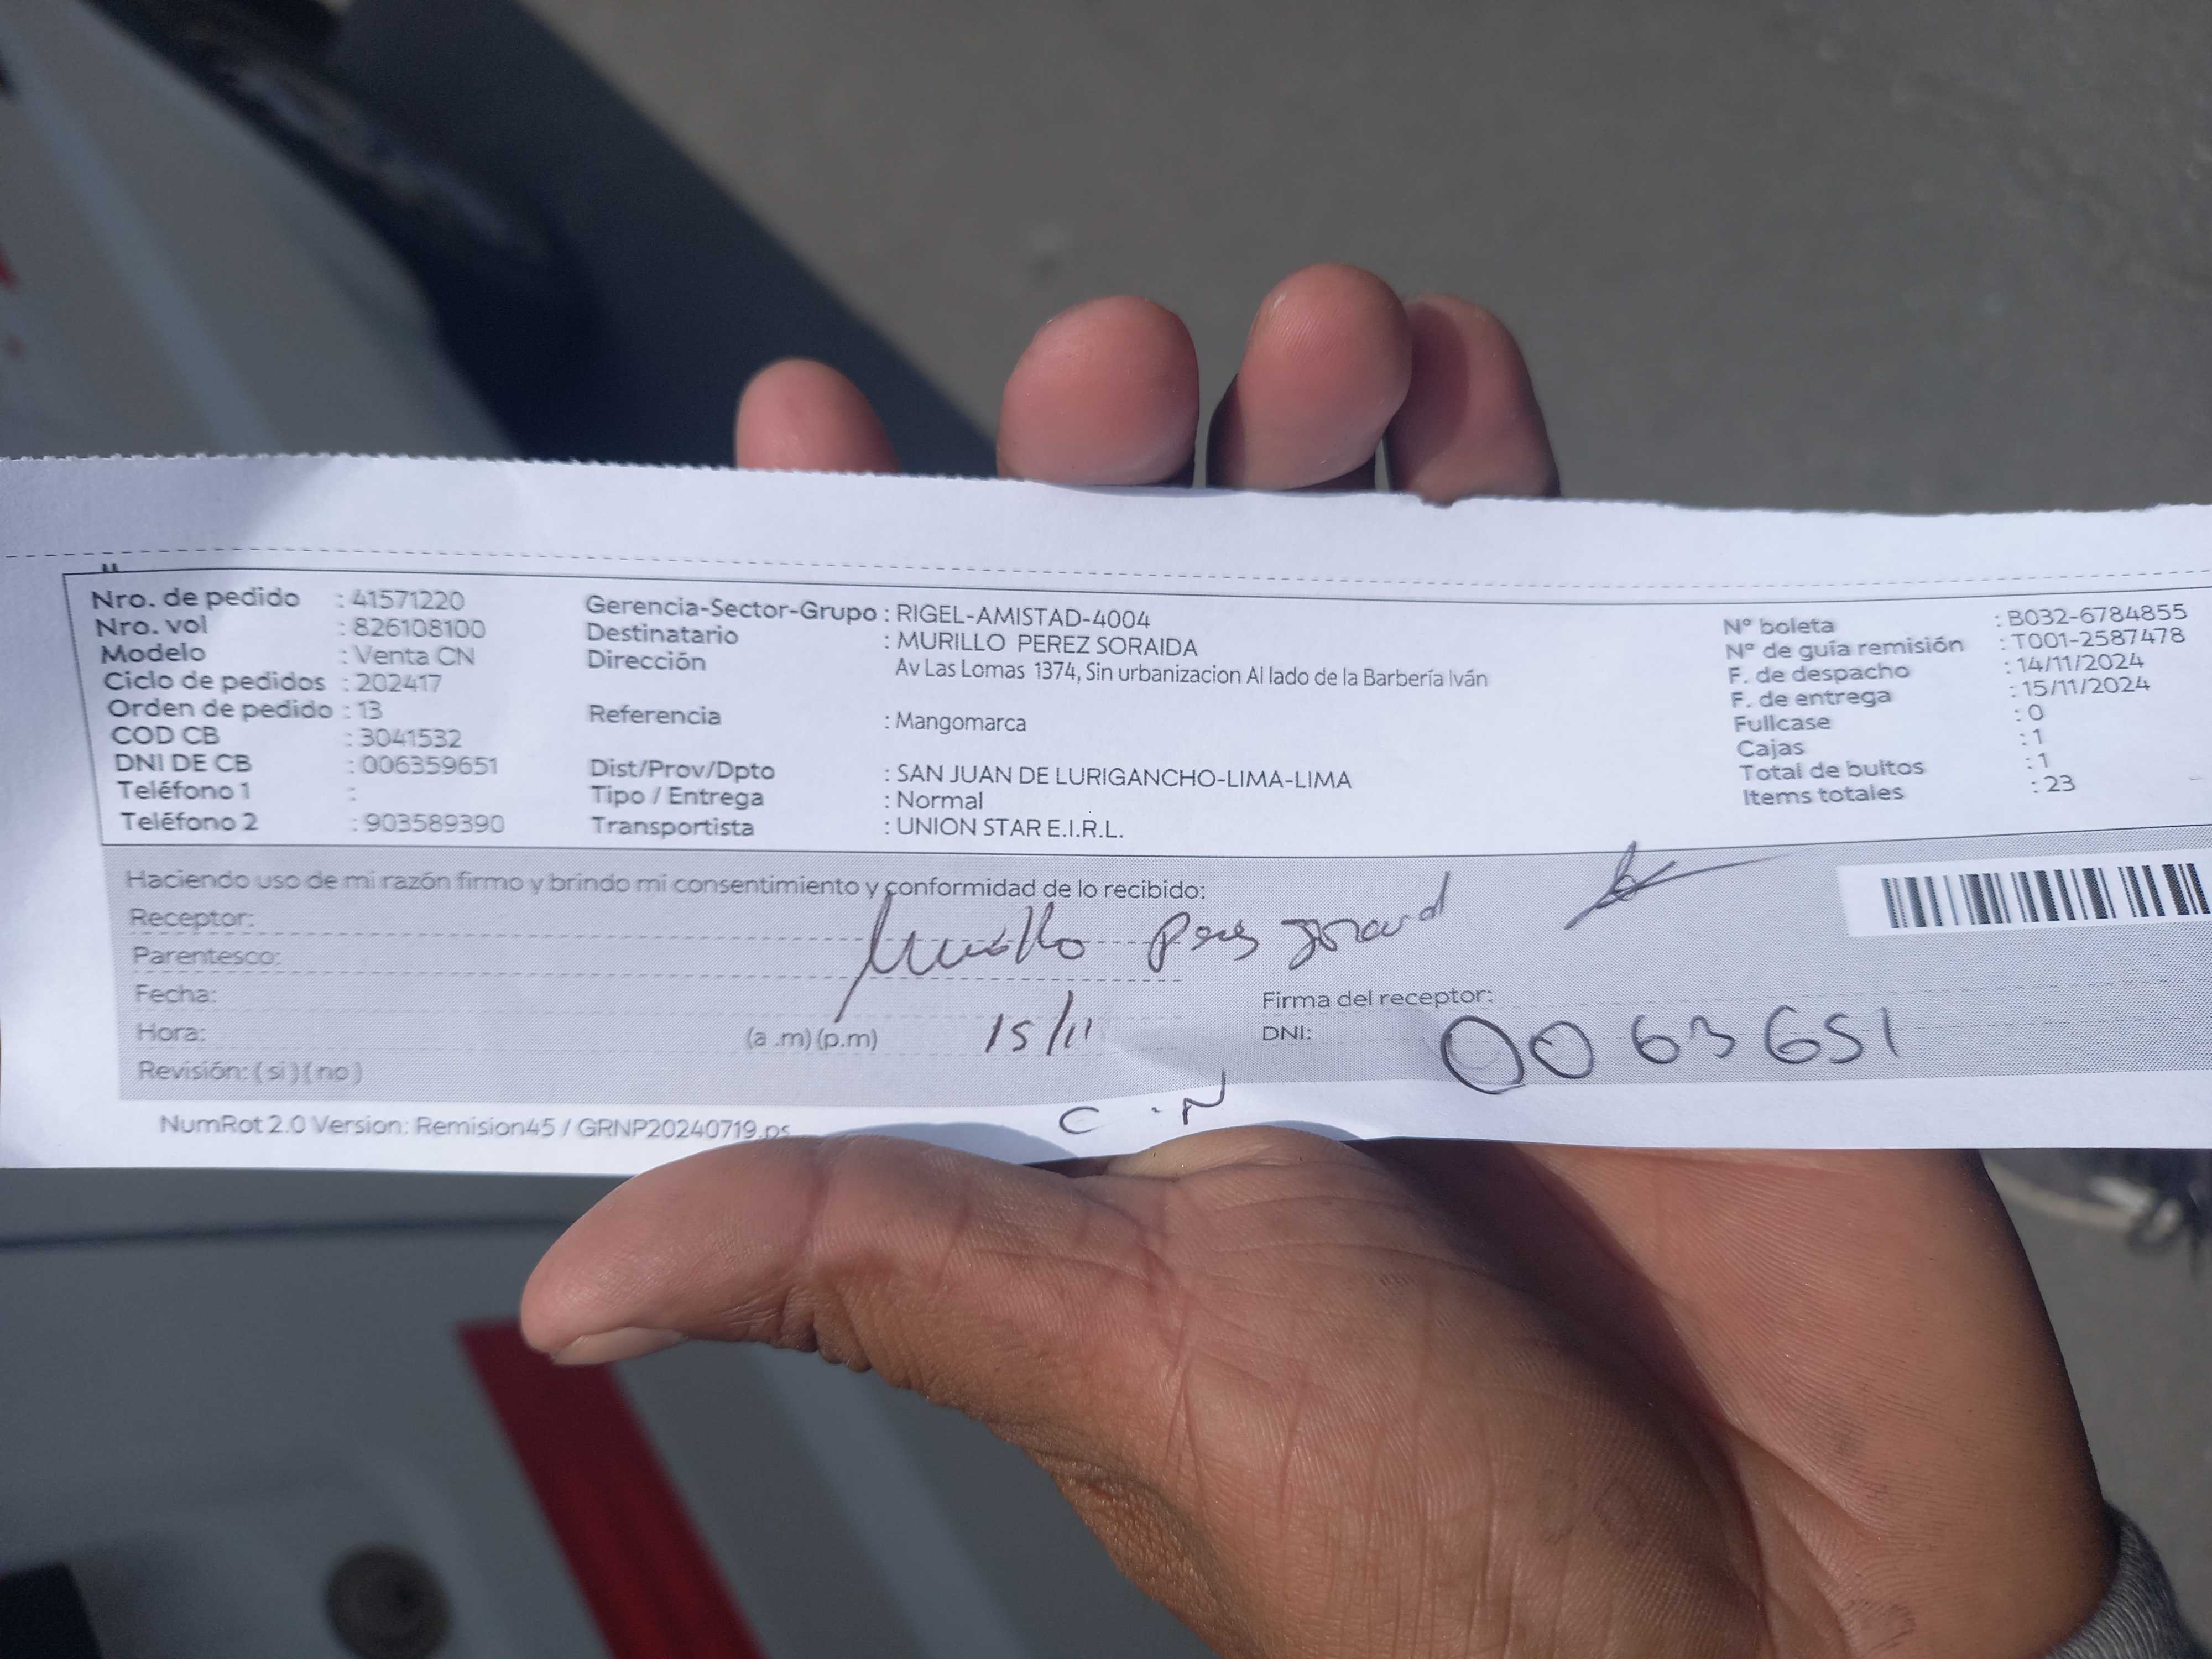 Nro. de pedido : 41571220
Nro. vol : 826108100
Modelo : Venta CN
Ciclo de pedidos : 202417
Orden de pedido : 13
COD CB : 3041532
DNI DE CB : 006359651
Teléfono 1 :
Teléfono 2 : 903589390
Gerencia-Sector-Grupo : RIGEL-AMISTAD-4004
Destinatario : MURILLO PEREZ SORAIDA
Dirección Av Las Lomas 1374, Sin urbanizacion Al lado de la Barbería Iván
Referencia : Mangomarca
Dist/Prov/Dpto : SAN JUAN DE LURIGANCHO-LIMA-LIMA
Tipo / Entrega : Normal
Transportista : UNION STAR E.I.R.L.
N° boleta : B032-6784855
N° de guía remisión : T001-2587478
F. de despacho : 14/11/2024
F. de entrega : 15/11/2024
Fullcase : 0
Cajas : 1
Total de bultos : 1
Items totales : 23
Haciendo uso de mi razón firmo y brindo mi consentimiento y conformidad de lo recibido:
Receptor: Murillo
Parentesco:
Fecha:
Hora: (a .m) (p.m) 15/11
Revisión: ( si ) ( no )
Firma del receptor:
DNI: 0063651
C.N
NumRot 2.0 Version: Remision45 / GRNP20240719.ps